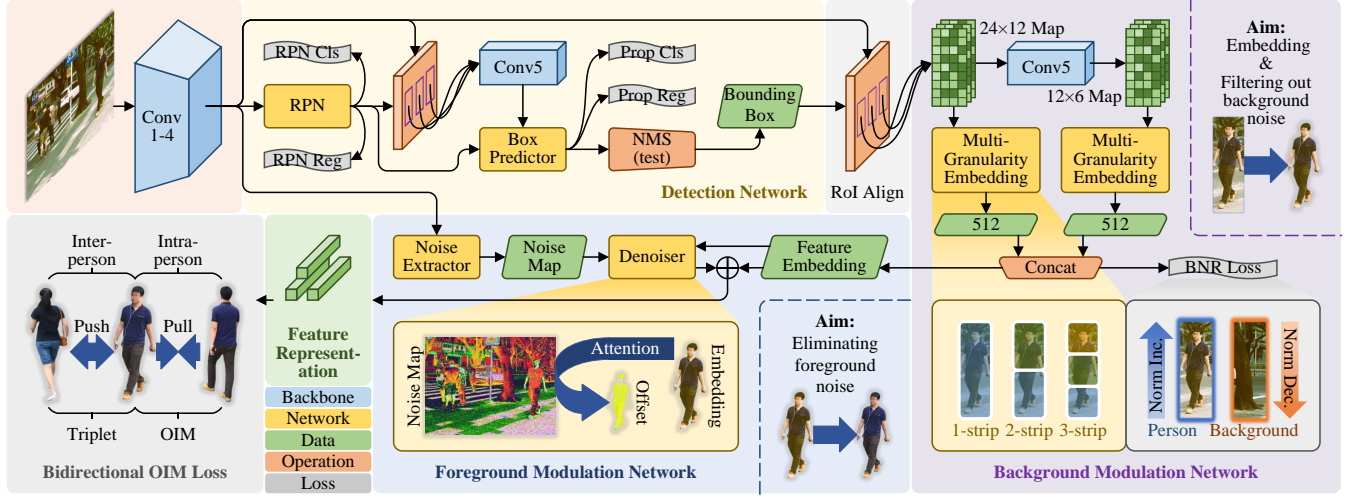 Conv
1-4
RPN Cls
RPN
RPN Reg
Conv5
Box
Predictor
Prop Cls
Prop Reg
NMS
(test)
Bounding
Box
Detection Network
RoI Align
24×12 Map
Conv5
12×6 Map
Multi-
Granularity
Embedding
Multi-
Granularity
Embedding
512
512
Concat
BNR Loss
Aim:
Embedding
&
Filtering out
background
noise
1-strip
2-strip
3-strip
Norm Inc.
Person
Background
Norm Dec.
Background Modulation Network
Noise
Extractor
Noise
Map
Denoiser
Feature
Embedding
Noise Map
Attention
Offset
Embedding
Aim:
Eliminating
foreground
noise
Foreground Modulation Network
Feature
Represent-
ation
Backbone
Network
Data
Operation
Loss
Inter-
person
Intra-
person
Push
Pull
Triplet
OIM
Bidirectional OIM Loss